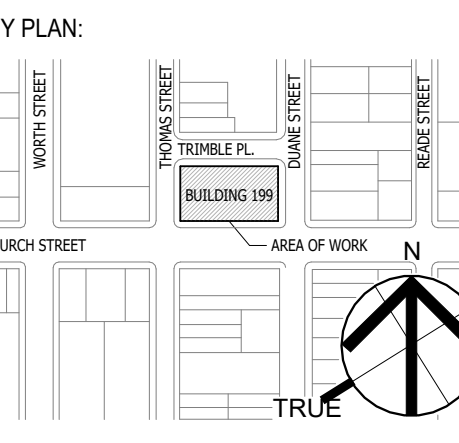 Y PLAN:
WORTH STREET
THOMAS STREET
DUANE STREET
READE STREET
TRIMBLE PL.
BUILDING 199
URCH STREET
AREA OF WORK
N
TRUE